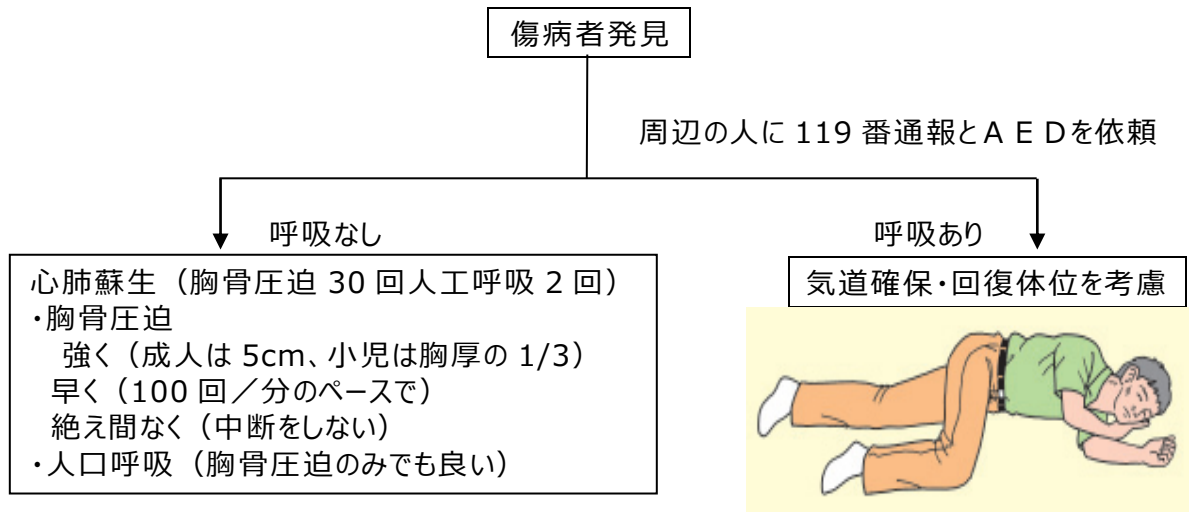 傷病者発見
周辺の人に 119 番通報とＡＥＤを依頼
呼吸なし
心肺蘇生（胸骨圧迫 30 回人工呼吸 2 回）
・胸骨圧迫
強く（成人は 5cm、小児は胸厚の 1/3）
早く（100 回／分のペースで）
絶え間なく（中断をしない）
・人口呼吸（胸骨圧迫のみでも良い）
呼吸あり
気道確保・回復体位を考慮